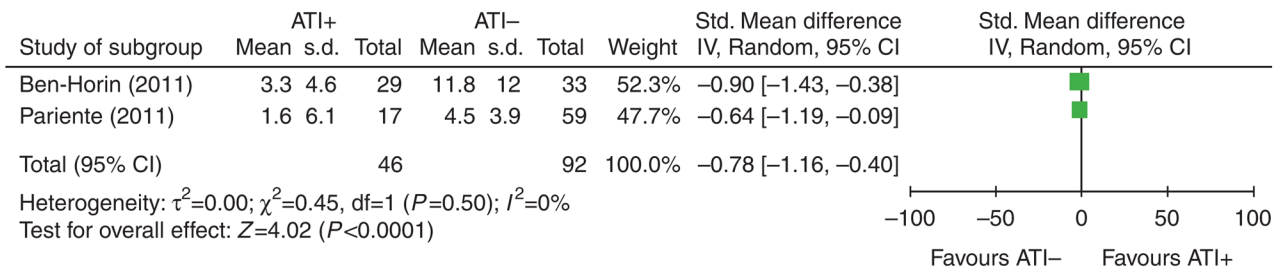 ATI+ ATI– Std. Mean difference Std. Mean difference
Study of subgroup Mean s.d. Total Mean s.d. Total Weight IV, Random, 95% CI IV, Random, 95% CI
Ben-Horin (2011) 3.3 4.6 29 11.8 12 33 52.3% –0.90 [–1.43, –0.38]
Pariente (2011) 1.6 6.1 17 4.5 3.9 59 47.7% –0.64 [–1.19, –0.09]
Total (95% CI) 46 92 100.0% –0.78 [–1.16, –0.40]
Heterogeneity: τ²=0.00; χ²=0.45, df=1 (P=0.50); I²=0%
Test for overall effect: Z=4.02 (P<0.0001)
–100 –50 0 50 100
Favours ATI– Favours ATI+